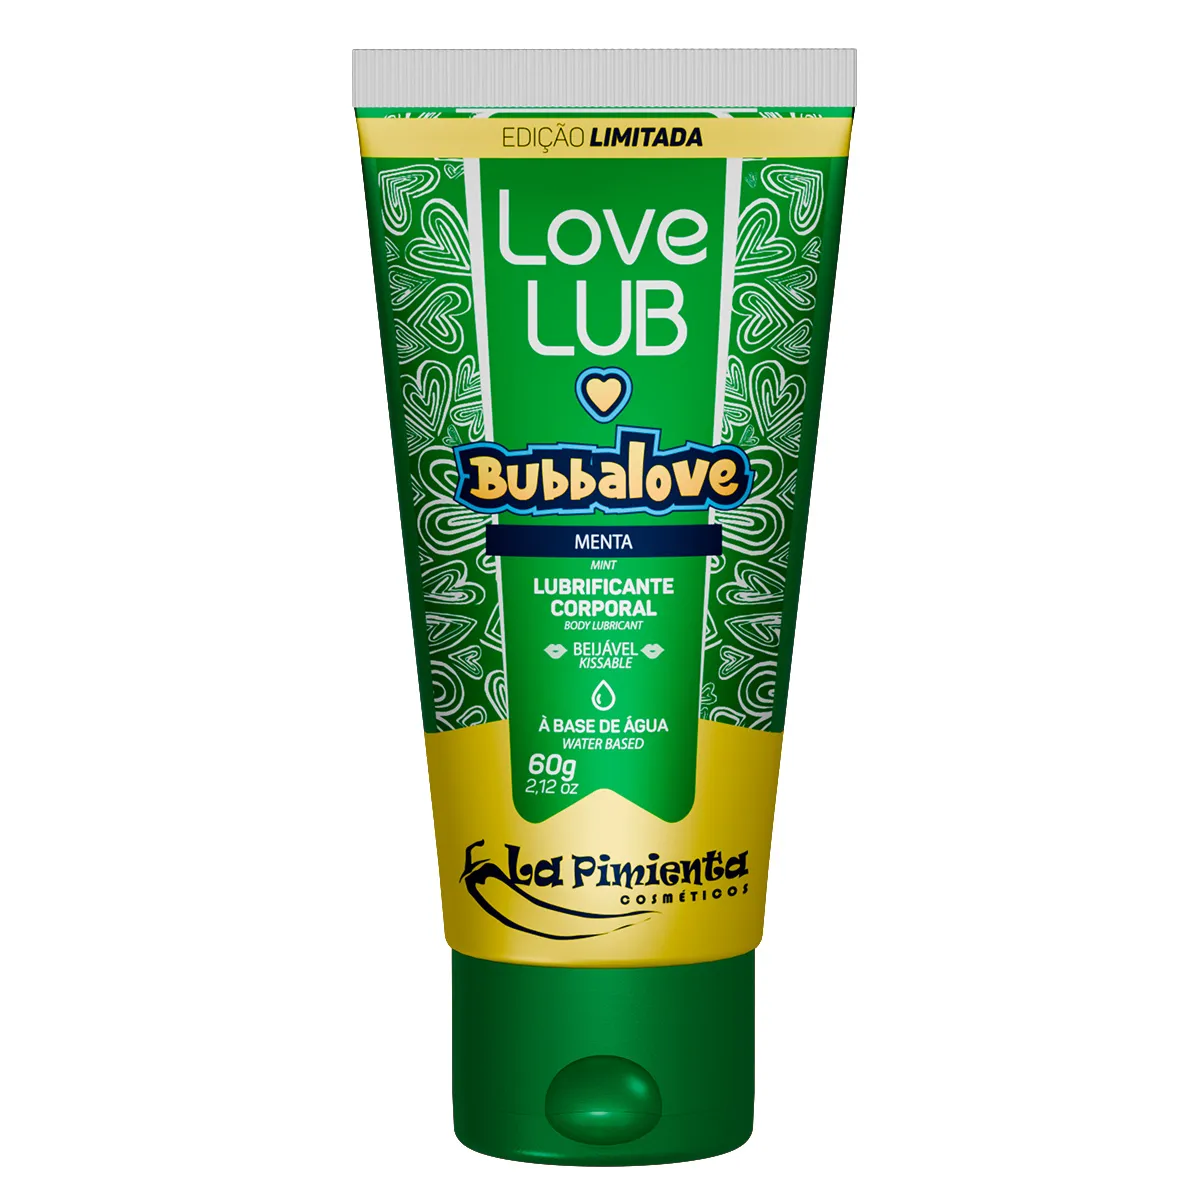 EDIÇÃO LIMITADA
Love
LUB
Bubbalove
MENTA
MINT
LUBRIFICANTE
CORPORAL
BODY LUBRICANT
BEIJÁVEL
KISSABLE
À BASE DE ÁGUA
WATER BASED
60g
2,12 oz
La Pimienta
COSMÉTICOS